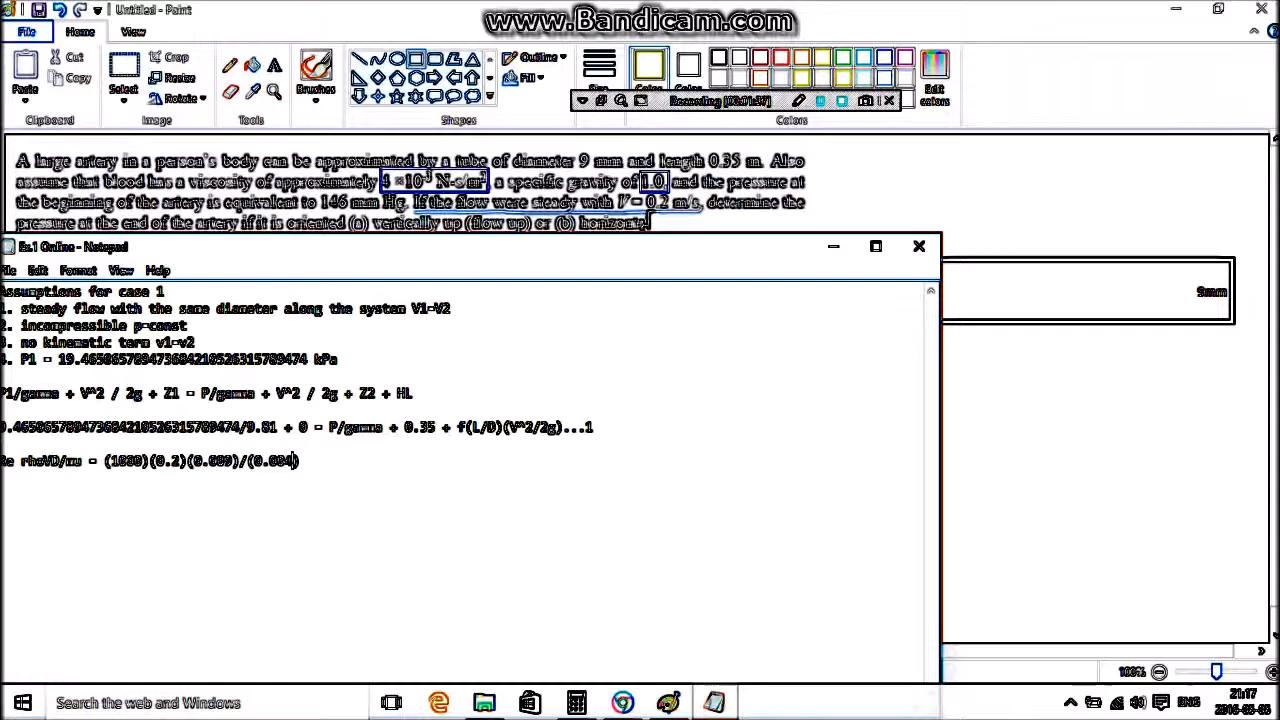 www.Bandicam.com
Untitled - Paint
File Home View
Cut
Copy
Paste
Clipboard
Crop
Resize
Rotate
Select
Image
Tools
Brushes
Outline
Fill
Shapes
Size
Color
Color
Edit colors
Colors
A large artery in a person's body can be approximated by a tube of diameter 9 mm and length 0.35 m. Also
assume that blood has a viscosity of approximately 4 ×10⁻³ N·s/m², a specific gravity of 1.0, and the pressure at
the beginning of the artery is equivalent to 146 mm Hg. If the flow were steady with V = 0.2 m/s, determine the
pressure at the end of the artery if it is oriented (a) vertically up (flow up) or (b) horizont
Ex.1 Online - Notepad
File Edit Format View Help
Assumptions for case 1
1. steady flow with the same diameter along the system V1=V2
2. incompressible p=const
3. no kinematic term v1=v2
4. P1 = 19.465865789473684210526315789474 kPa
P1/gamma + V^2 / 2g + Z1 = P/gamma + V^2 / 2g + Z2 + HL
9.465865789473684210526315789474/9.81 + 0 = P/gamma + 0.35 + f(L/D)(V^2/2g)...1
Re rhoVD/mu = (1000)(0.2)(0.009)/(0.004)
9mm
100%
Search the web and Windows
ENG
21:17